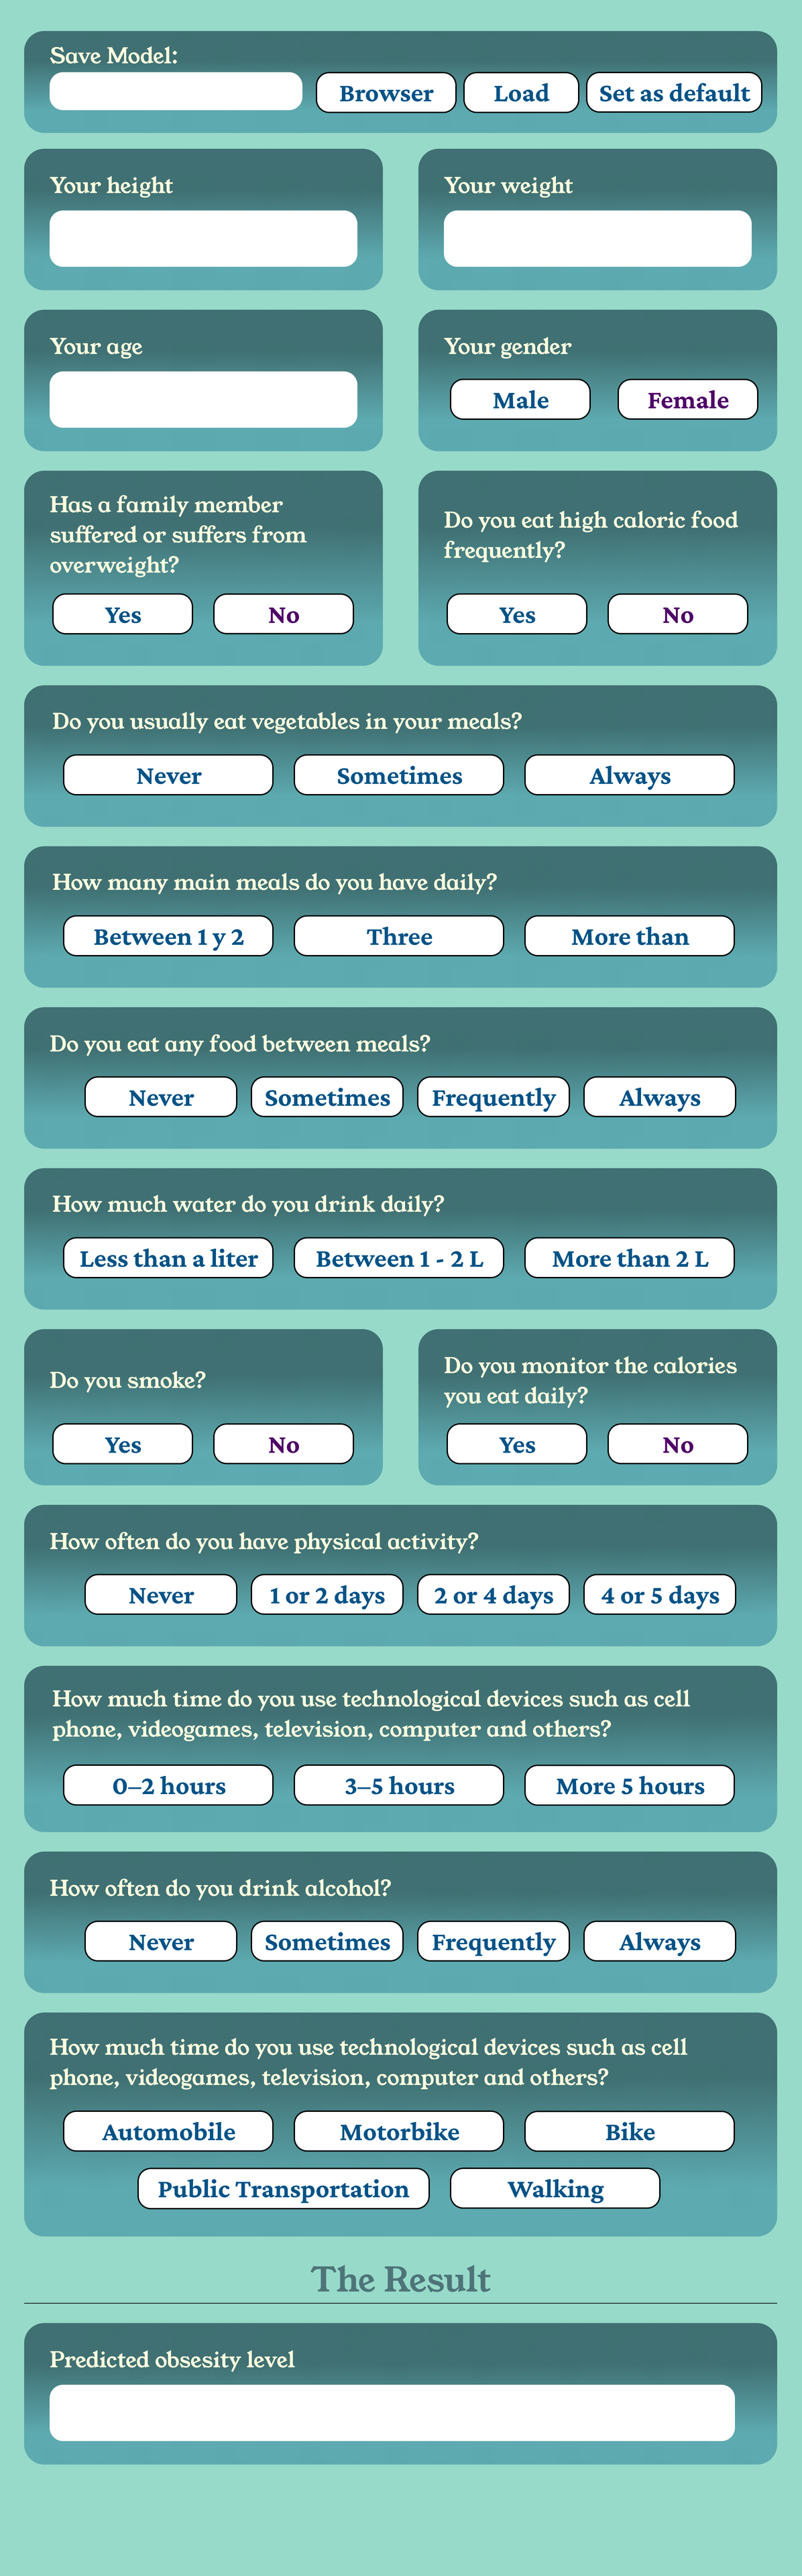 Save Model:
Browser Load Set as default
Your height
Your weight
Your age
Your gender
Male Female
Has a family member
suffered or suffers from
overweight?
Yes No
Do you eat high caloric food
frequently?
Yes No
Do you usually eat vegetables in your meals?
Never Sometimes Always
How many main meals do you have daily?
Between 1 y 2 Three More than
Do you eat any food between meals?
Never Sometimes Frequently Always
How much water do you drink daily?
Less than a liter Between 1 - 2 L More than 2 L
Do you smoke?
Yes No
Do you monitor the calories
you eat daily?
Yes No
How often do you have physical activity?
Never 1 or 2 days 2 or 4 days 4 or 5 days
How much time do you use technological devices such as cell
phone, videogames, television, computer and others?
0–2 hours 3–5 hours More 5 hours
How often do you drink alcohol?
Never Sometimes Frequently Always
How much time do you use technological devices such as cell
phone, videogames, television, computer and others?
Automobile Motorbike Bike
Public Transportation Walking
The Result
Predicted obsesity level